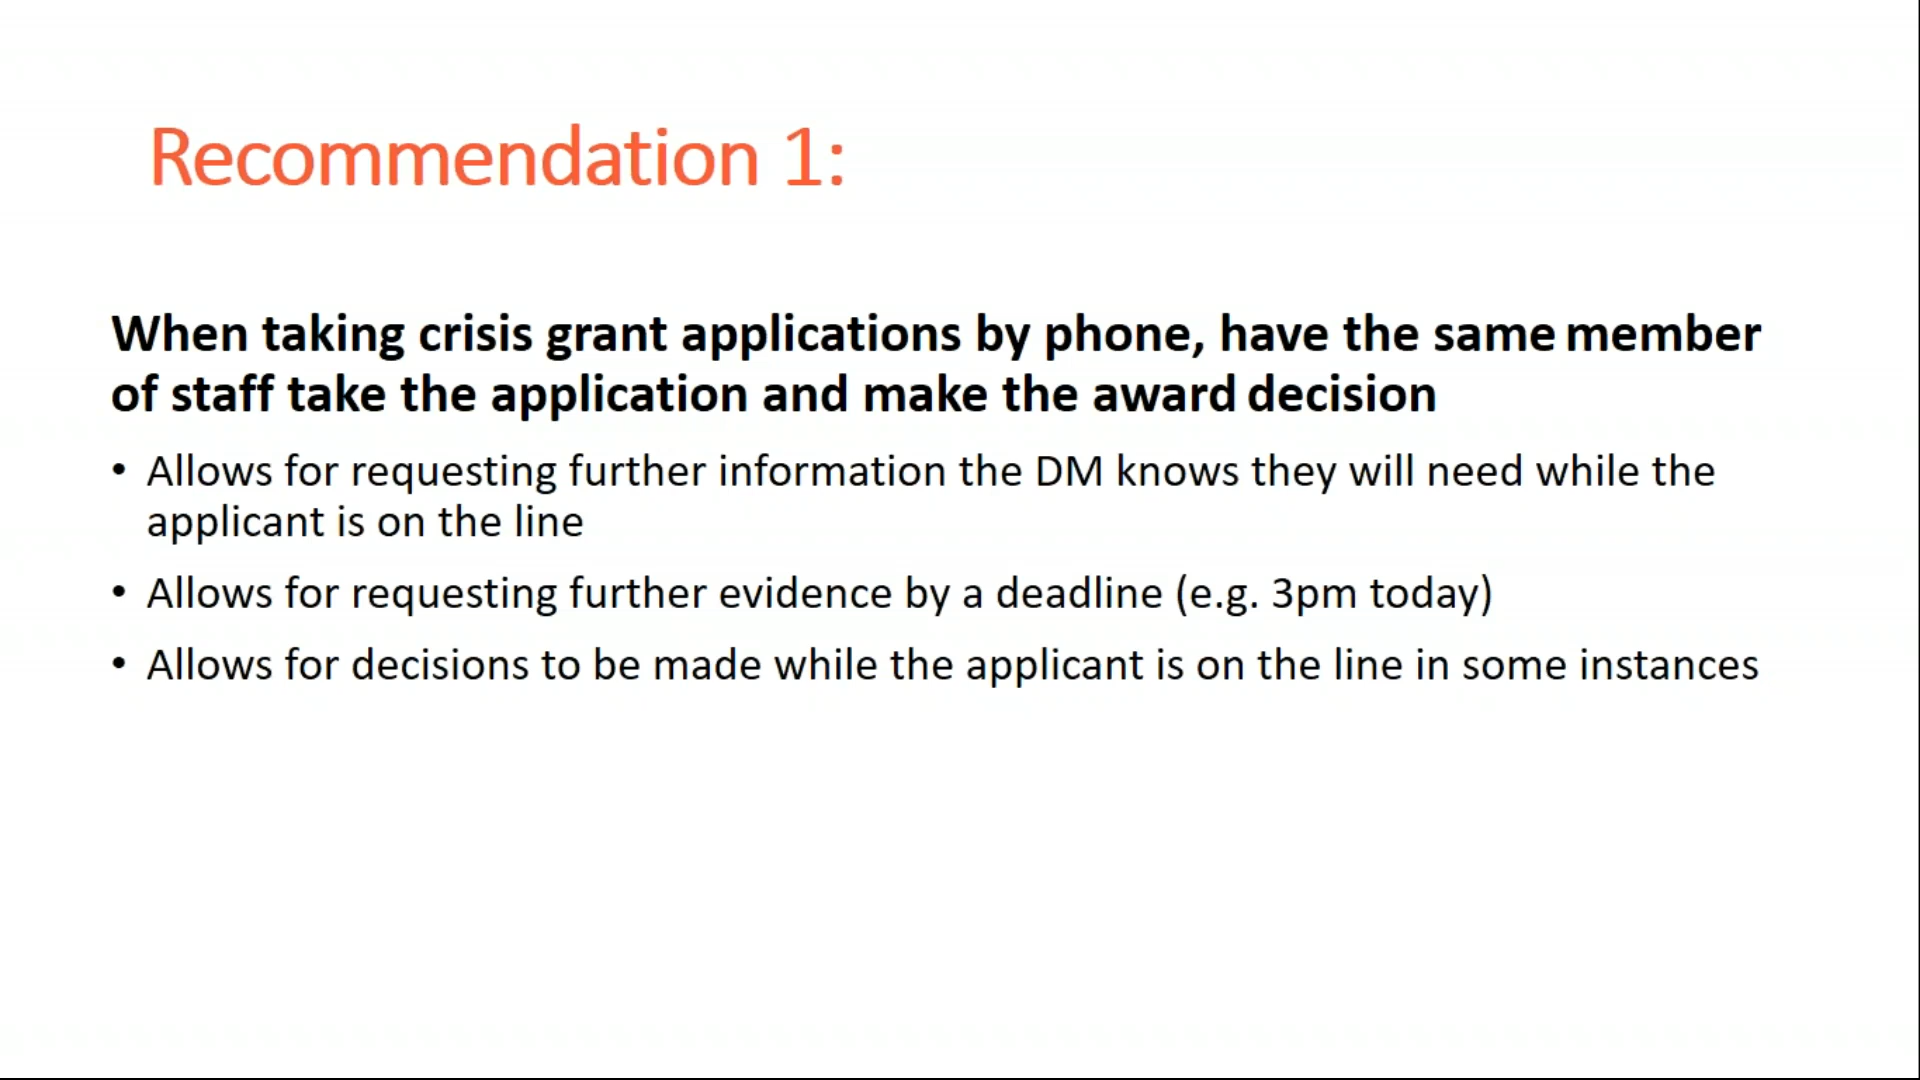 Recommendation 1:
When taking crisis grant applications by phone, have the same member
of staff take the application and make the award decision
• Allows for requesting further information the DM knows they will need while the
applicant is on the line
• Allows for requesting further evidence by a deadline (e.g. 3pm today)
• Allows for decisions to be made while the applicant is on the line in some instances